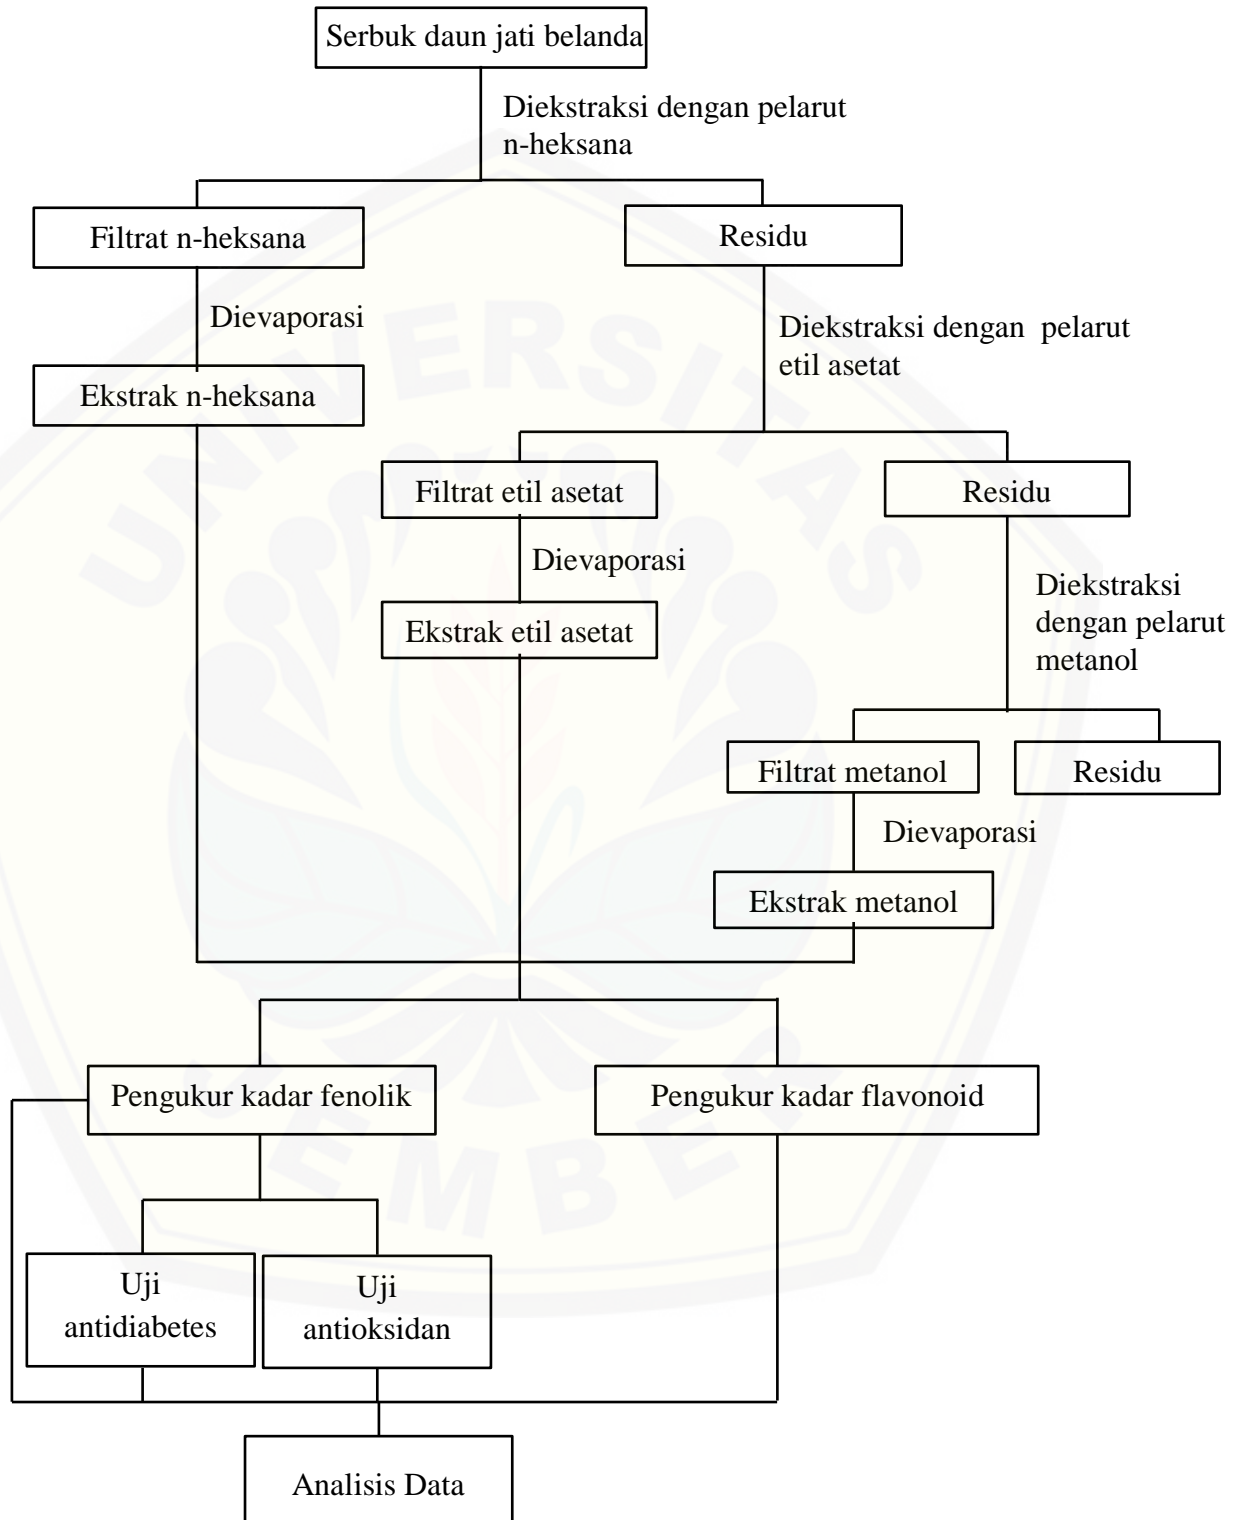 Serbuk daun jati belanda
Diekstraksi dengan pelarut
n-heksana
Filtrat n-heksana
Residu
Dievaporasi
Diekstraksi dengan pelarut
etil asetat
Ekstrak n-heksana
Filtrat etil asetat
Residu
Dievaporasi
Diekstraksi
dengan pelarut
metanol
Ekstrak etil asetat
Filtrat metanol
Residu
Dievaporasi
Ekstrak metanol
Pengukur kadar fenolik
Pengukur kadar flavonoid
Uji
antidiabetes
Uji
antioksidan
Analisis Data
UNIVERSITAS
JEMBER